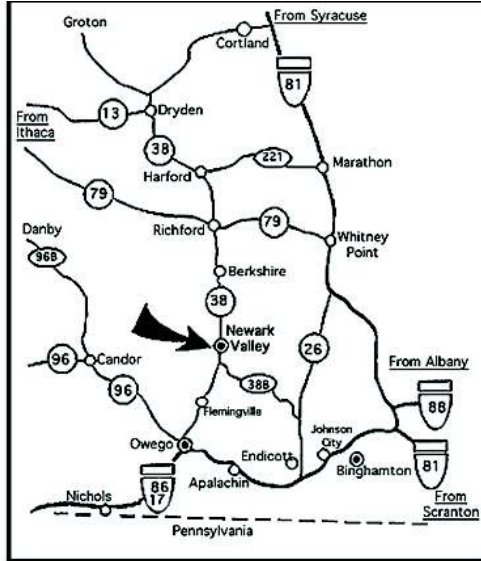 From Syracuse
Groton
Cortland
81
13
Dryden
From
Ithaca
38
221
Harford
Marathon
79
79
Richford
Whitney
Point
Danby
96B
Berkshire
38
Newark
Valley
26
96
Candor
96
38B
From Albany
88
Flemingville
Owego
Johnson
City
Endicott
Binghamton
81
86
17
Apalachin
Nichols
From
Scranton
Pennsylvania